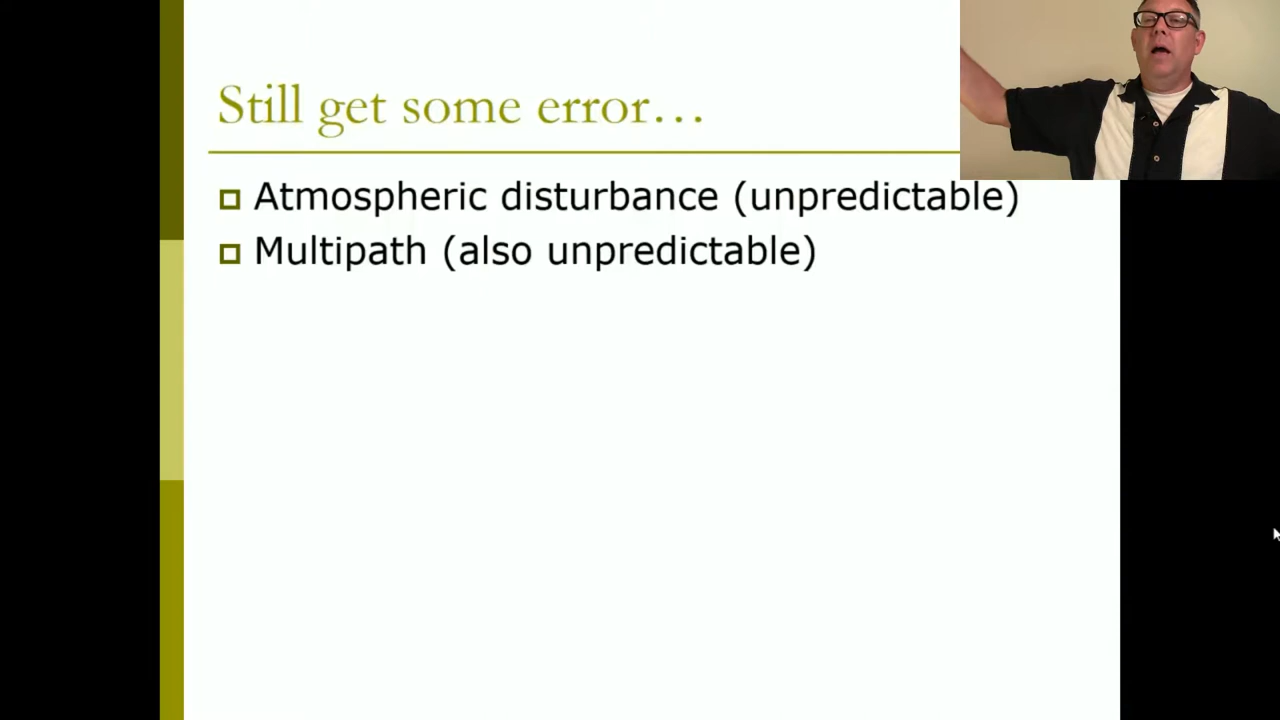 Still get some error…
Atmospheric disturbance (unpredictable)
Multipath (also unpredictable)